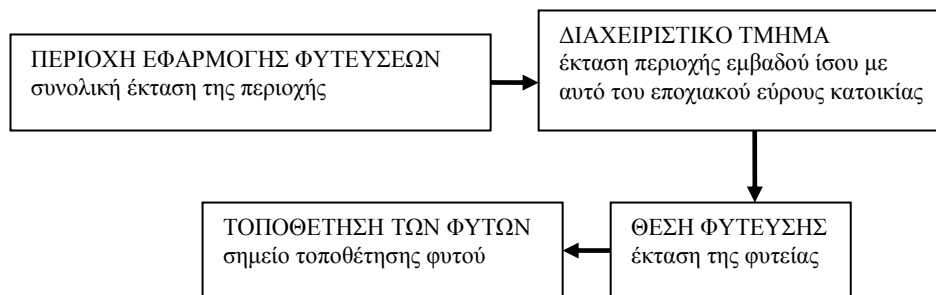 ΠΕΡΙΟΧΗ ΕΦΑΡΜΟΓΗΣ ΦΥΤΕΥΣΕΩΝ
συνολική έκταση της περιοχής
ΔΙΑΧΕΙΡΙΣΤΙΚΟ ΤΜΗΜΑ
έκταση περιοχής εμβαδού ίσου με
αυτό του εποχιακού εύρους κατοικίας
ΘΕΣΗ ΦΥΤΕΥΣΗΣ
έκταση της φυτείας
ΤΟΠΟΘΕΤΗΣΗ ΤΩΝ ΦΥΤΩΝ
σημείο τοποθέτησης φυτού